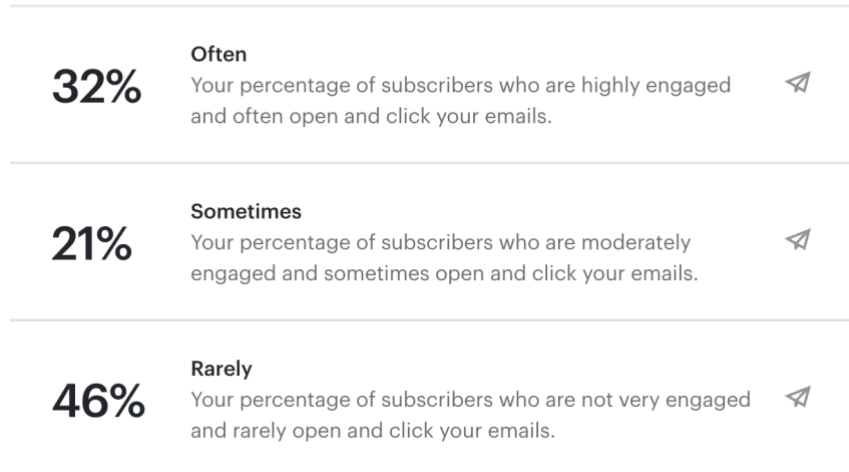 Often
32%
Your percentage of subscribers who are highly engaged
and often open and click your emails.
Sometimes
21%
Your percentage of subscribers who are moderately
engaged and sometimes open and click your emails.
Rarely
46%
Your percentage of subscribers who are not very engaged
and rarely open and click your emails.